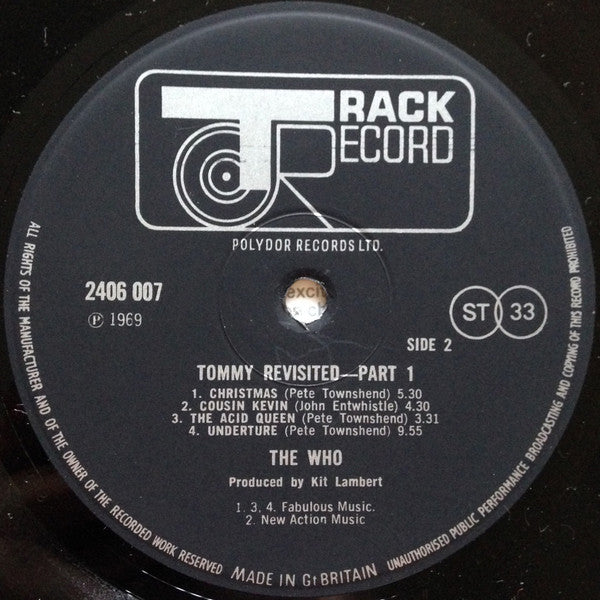 TRACK
RECORD
POLYDOR RECORDS LTD.
2406 007
℗ 1969
ST 33
SIDE 2
TOMMY REVISITED—PART 1
1. CHRISTMAS (Pete Townshend) 5.30
2. COUSIN KEVIN (John Entwhistle) 4.30
3. THE ACID QUEEN (Pete Townshend) 3.31
4. UNDERTURE (Pete Townshend) 9.55
THE WHO
Produced by Kit Lambert
1. 3, 4. Fabulous Music.
2. New Action Music
ALL RIGHTS OF THE MANUFACTURER AND OF THE OWNER OF THE RECORDED WORK RESERVED
MADE IN Gt BRITAIN
UNAUTHORISED PUBLIC PERFORMANCE BROADCASTING AND COPYING OF THIS RECORD PROHIBITED